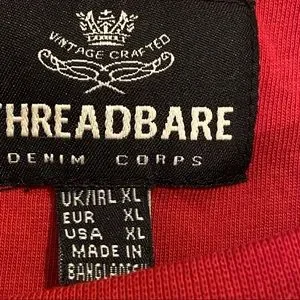 VINTAGE CRAFTED
THREADBARE
DENIM CORPS
UK/IRL XL
EUR XL
USA XL
MADE IN
BANGLADESH